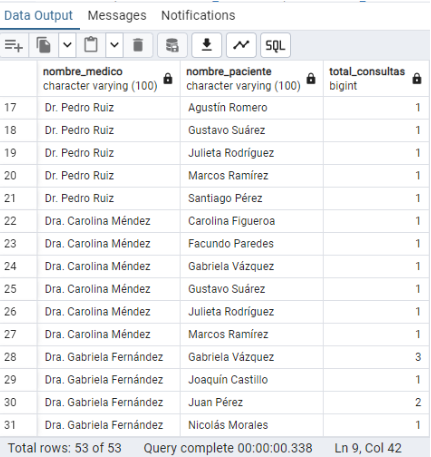 Data Output Messages Notifications
SQL
nombre_medico nombre_paciente total_consultas
character varying (100) character varying (100) bigint
17 Dr. Pedro Ruiz Agustín Romero 1
18 Dr. Pedro Ruiz Gustavo Suárez 1
19 Dr. Pedro Ruiz Julieta Rodríguez 1
20 Dr. Pedro Ruiz Marcos Ramírez 1
21 Dr. Pedro Ruiz Santiago Pérez 1
22 Dra. Carolina Méndez Carolina Figueroa 1
23 Dra. Carolina Méndez Facundo Paredes 1
24 Dra. Carolina Méndez Gabriela Vázquez 1
25 Dra. Carolina Méndez Gustavo Suárez 1
26 Dra. Carolina Méndez Julieta Rodríguez 1
27 Dra. Carolina Méndez Marcos Ramírez 1
28 Dra. Gabriela Fernández Gabriela Vázquez 3
29 Dra. Gabriela Fernández Joaquín Castillo 1
30 Dra. Gabriela Fernández Juan Pérez 2
31 Dra. Gabriela Fernández Nicolás Morales 1
Total rows: 53 of 53 Query complete 00:00:00.338 Ln 9, Col 42